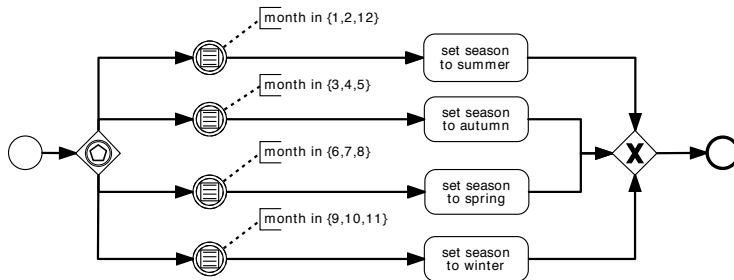 month in {1,2,12}
set season
to summer
month in {3,4,5}
set season
to autumn
month in {6,7,8}
set season
to spring
month in {9,10,11}
set season
to winter
X